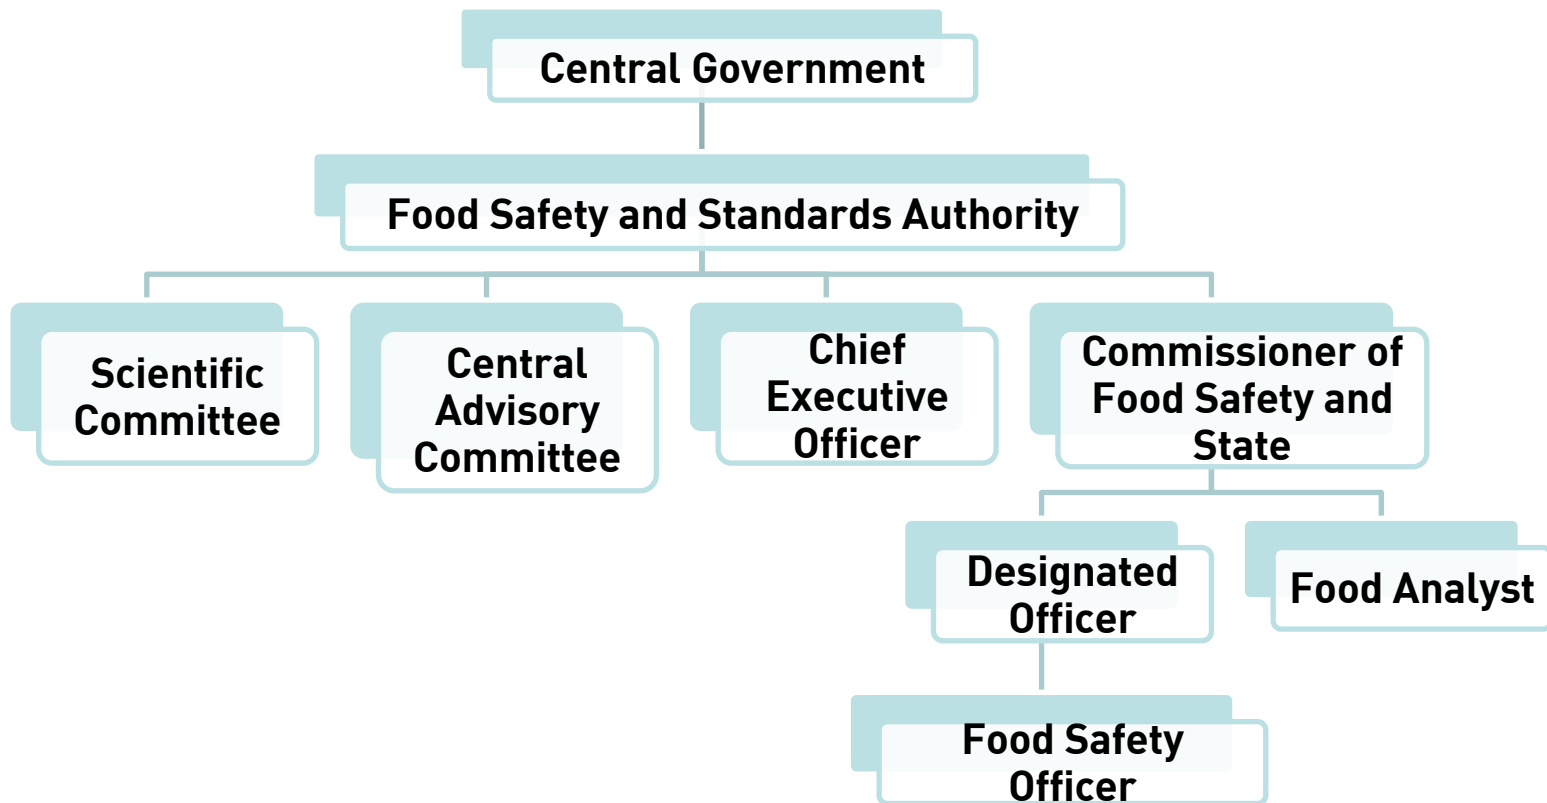 Central Government
Food Safety and Standards Authority
Scientific
Committee
Central
Advisory
Committee
Chief
Executive
Officer
Commissioner of
Food Safety and
State
Designated
Officer
Food Analyst
Food Safety
Officer